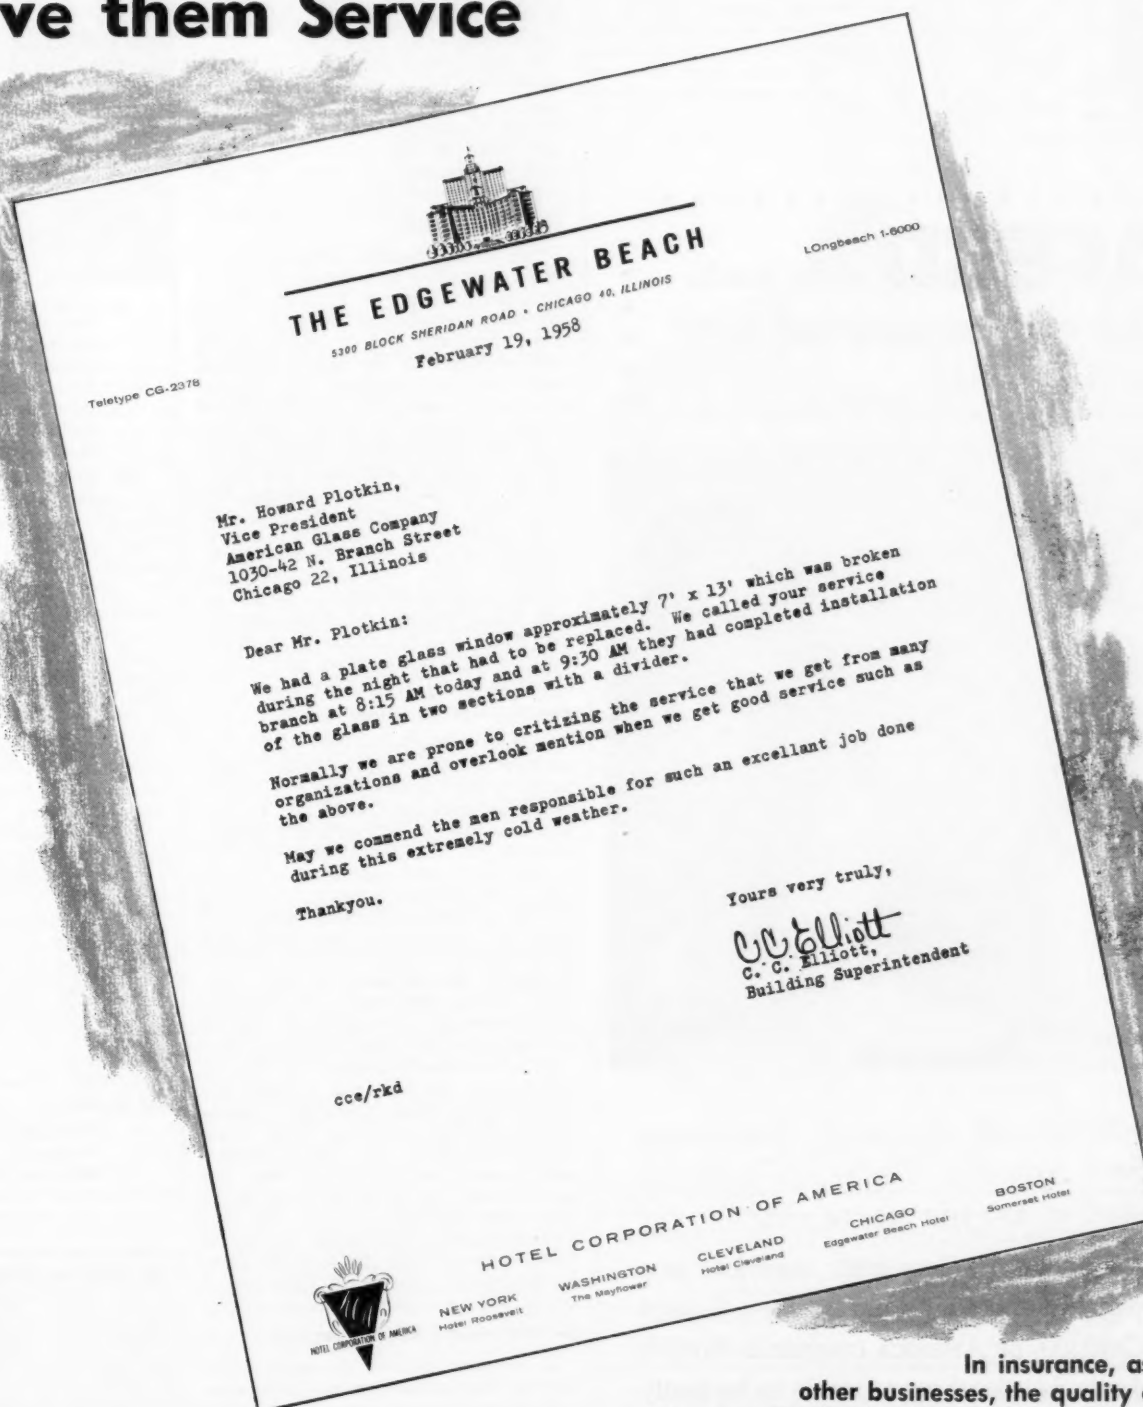 ve them Service
THE EDGEWATER BEACH
LOngbeach 1-6000
5300 BLOCK SHERIDAN ROAD • CHICAGO 40, ILLINOIS
February 19, 1958
Teletype CG-2378
Mr. Howard Plotkin,
Vice President
American Glass Company
1030-42 N. Branch Street
Chicago 22, Illinois
Dear Mr. Plotkin:
We had a plate glass window approximately 7' x 13' which was broken
during the night that had to be replaced. We called your service
branch at 8:15 AM today and at 9:30 AM they had completed installation
of the glass in two sections with a divider.
Normally we are prone to critizing the service that we get from many
organizations and overlook mention when we get good service such as
the above.
May we commend the men responsible for such an excellant job done
during this extremely cold weather.
Thankyou.
Yours very truly,
CC Elliott
C. C. Elliott,
Building Superintendent
cce/rkd
HOTEL CORPORATION OF AMERICA
NEW YORK
Hotel Roosevelt
WASHINGTON
The Mayflower
CLEVELAND
Hotel Cleveland
CHICAGO
Edgewater Beach Hotel
BOSTON
Somerset Hotel
HOTEL CORPORATION OF AMERICA
In insurance, as
other businesses, the quality